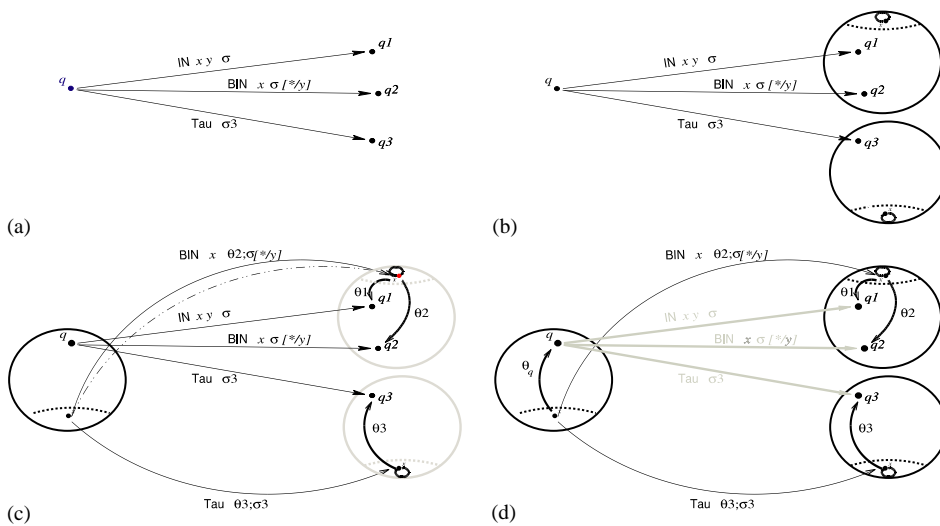 q
IN x y σ
q1
BIN x σ [*/y]
q2
Tau σ3
q3
(a)
q
IN x y σ
q1
BIN x σ [*/y]
q2
Tau σ3
q3
(b)
BIN x θ2;σ[*/y]
θ1
q1
IN x y σ
θ2
q
BIN x σ [*/y]
q2
Tau σ3
q3
θ3
Tau θ3;σ3
(c)
BIN x θ2;σ[*/y]
θ1
q1
IN x y σ
θ2
q
BIN x σ [*/y]
q2
θq
Tau σ3
q3
θ3
Tau θ3;σ3
(d)